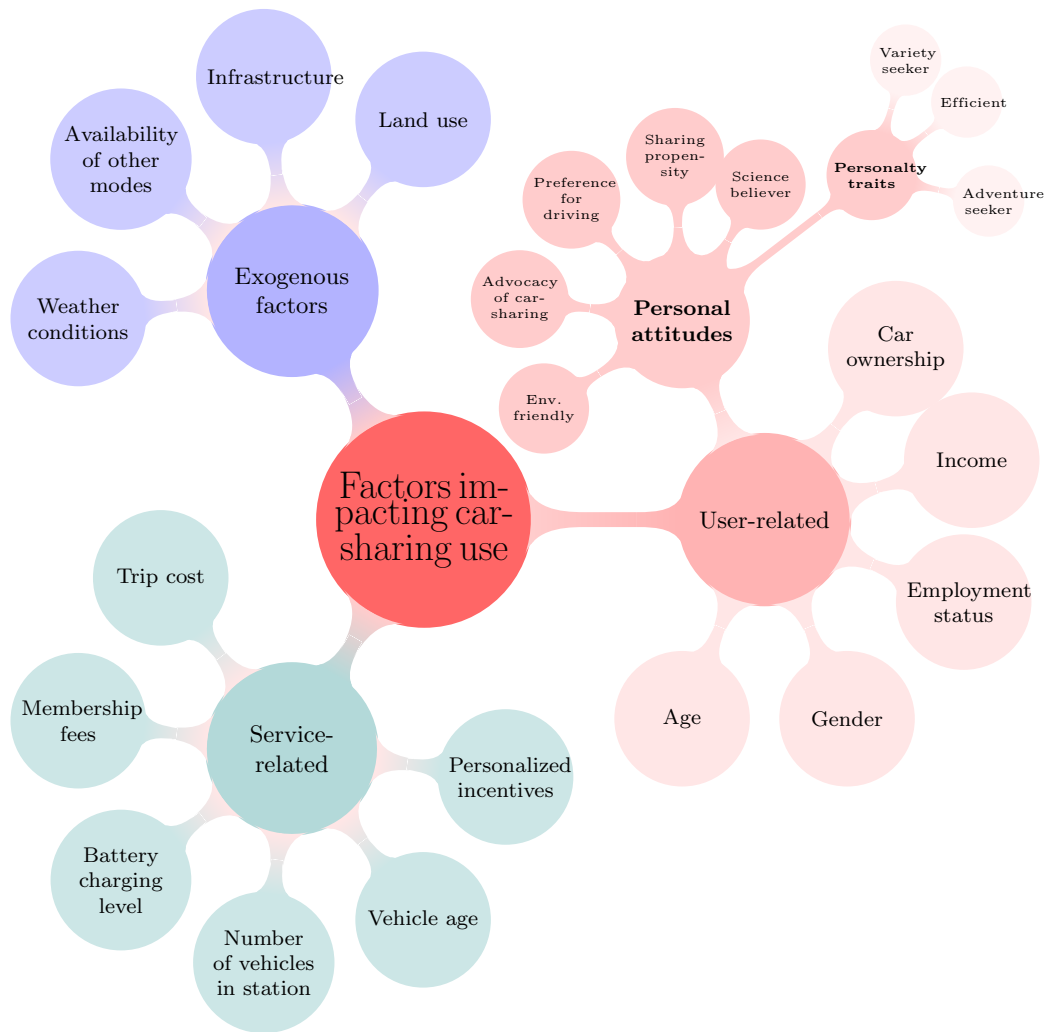 Infrastructure
Land use
Availability
of other
modes
Weather
conditions
Exogenous
factors
Variety
seeker
Efficient
Adventure
seeker
Personalty
traits
Sharing
propen-
sity
Science
believer
Preference
for
driving
Advocacy
of car-
sharing
Env.
friendly
Personal
attitudes
Car
ownership
Income
Employment
status
User-related
Age
Gender
Factors im-
pacting car-
sharing use
Trip cost
Membership
fees
Service-
related
Personalized
incentives
Battery
charging
level
Number
of vehicles
in station
Vehicle age